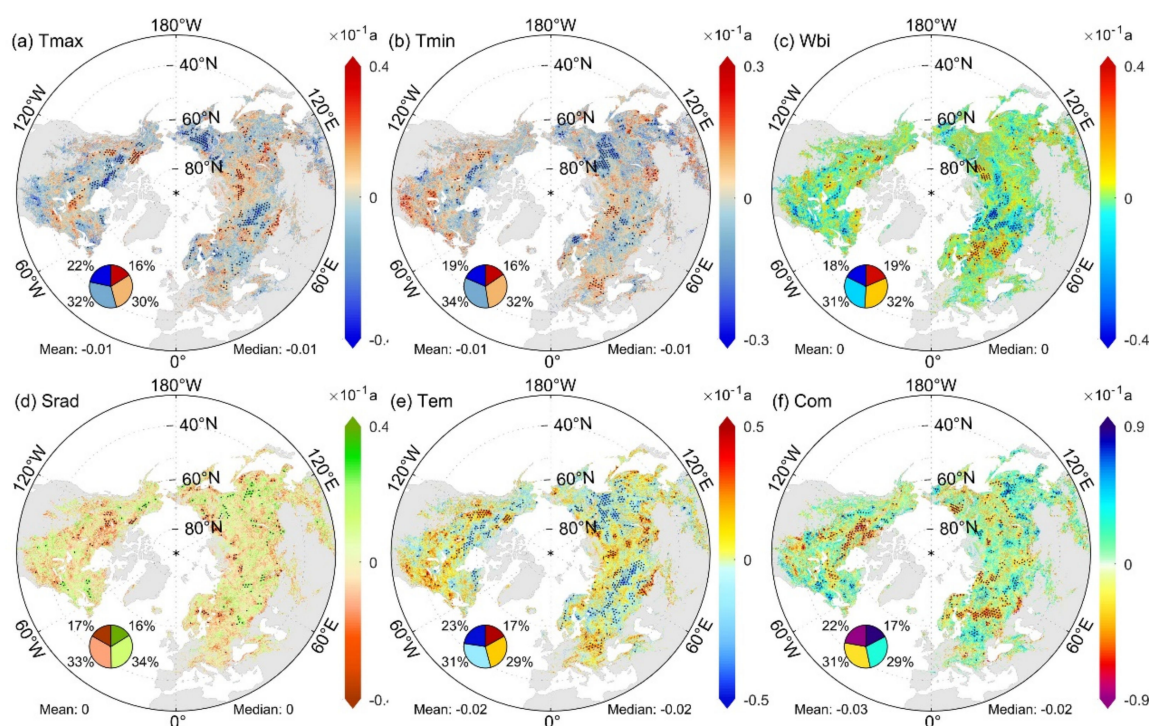 180°W
180°W
180°W
(a) Tmax
×10⁻¹a
(b) Tmin
×10⁻¹a
(c) Wbi
×10⁻¹a
0.4
0.3
0.4
40°N
40°N
40°N
120°W
60°N
120°E
120°W
60°N
120°E
120°W
60°N
120°E
80°N
80°N
80°N
0
0
0
60°W
22%
16%
60°E
60°W
19%
16%
60°E
60°W
18%
19%
60°E
32%
30%
34%
32%
31%
32%
Mean: -0.01
Median: -0.01
Mean: -0.01
Median: -0.01
Mean: 0
Median: 0
-0.3
-0.4
0°
0°
0°
180°W
180°W
180°W
(d) Srad
×10⁻¹a
(e) Tem
×10⁻¹a
(f) Com
×10⁻¹a
0.4
0.5
0.9
40°N
40°N
40°N
120°W
60°N
120°E
120°W
60°N
120°E
120°W
60°N
120°E
80°N
80°N
80°N
0
0
0
60°W
17%
16%
60°E
60°W
23%
17%
60°E
60°W
22%
17%
60°E
33%
34%
31%
29%
31%
29%
Mean: 0
Median: 0
Mean: -0.02
Median: -0.02
Mean: -0.03
Median: -0.02
-0.5
-0.9
0°
0°
0°